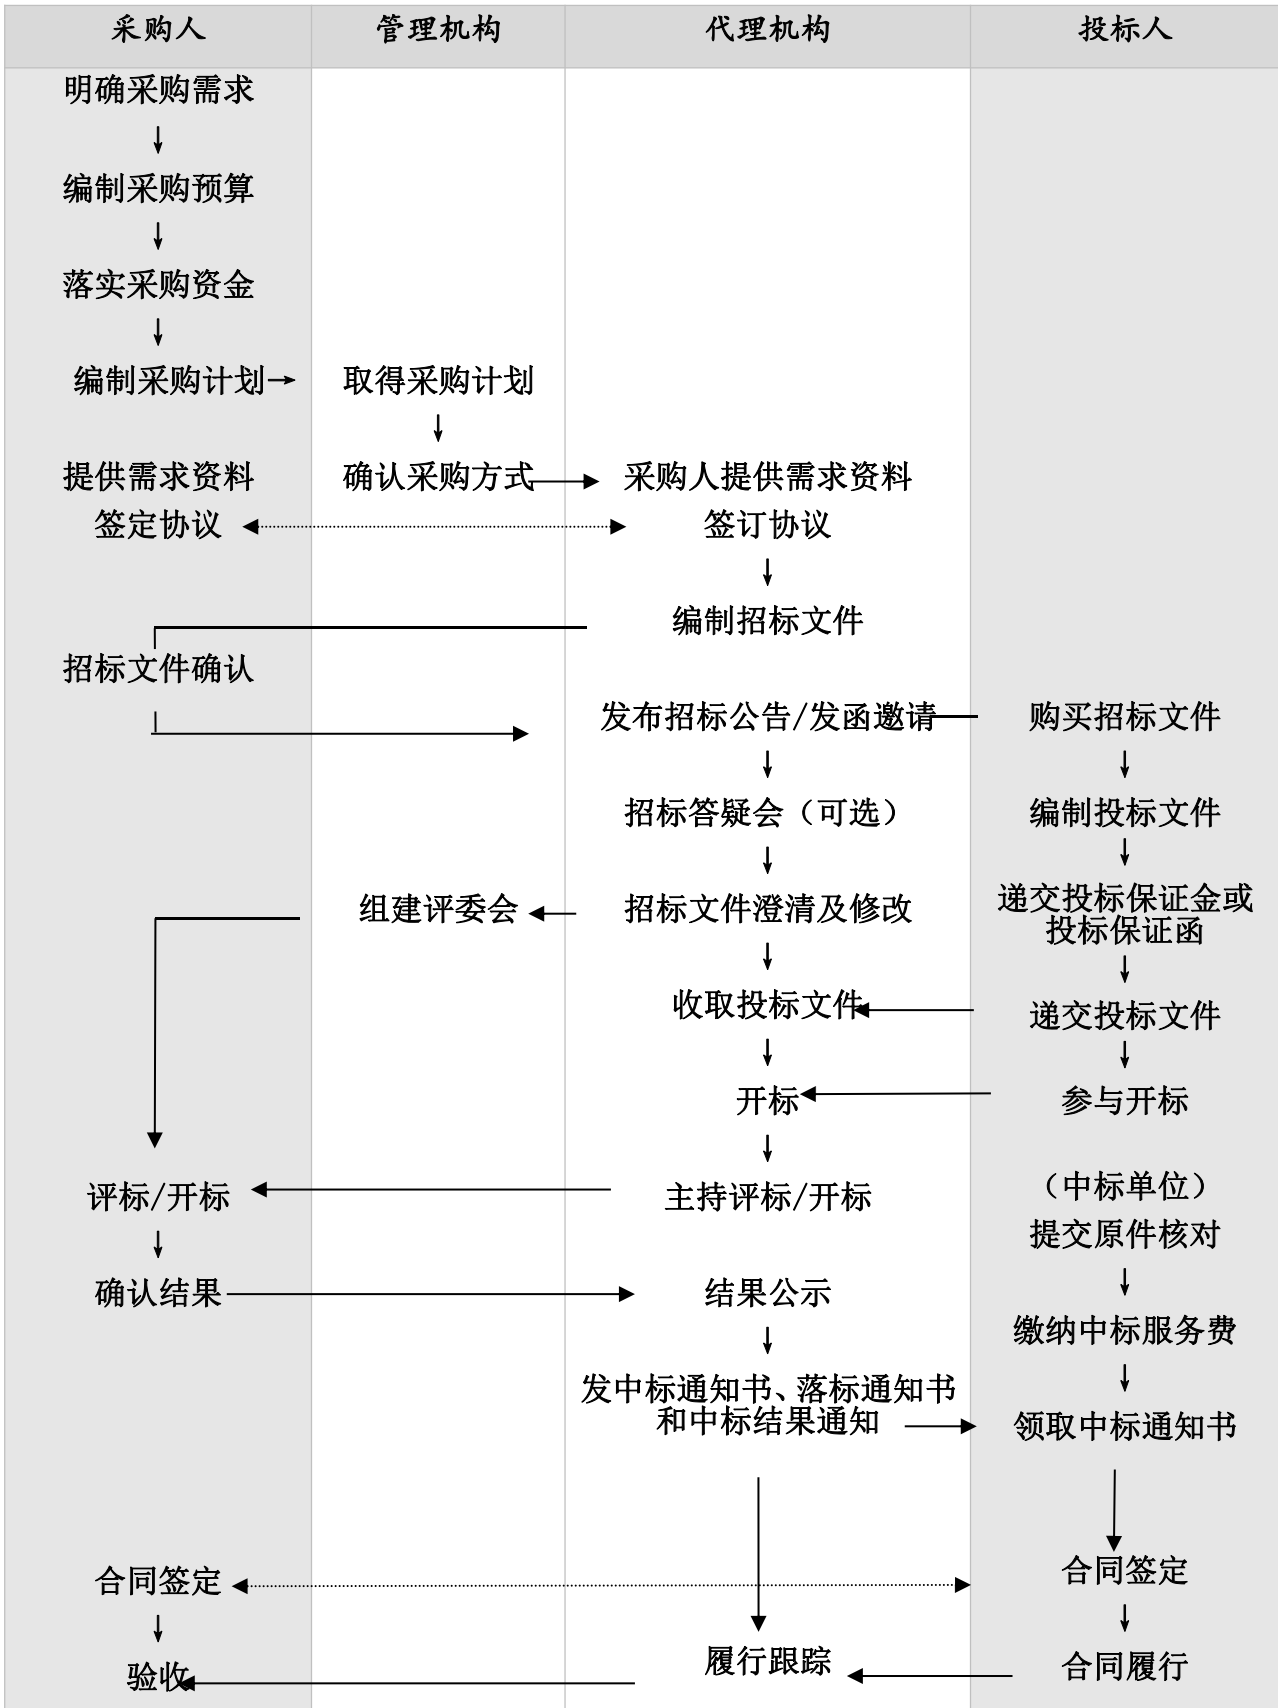 采购人 管理机构 代理机构 投标人
明确采购需求
编制采购预算
落实采购资金
编制采购计划 取得采购计划
提供需求资料 确认采购方式 采购人提供需求资料
签定协议 签订协议
编制招标文件
招标文件确认
发布招标公告/发函邀请 购买招标文件
招标答疑会（可选） 编制投标文件
组建评委会 招标文件澄清及修改 递交投标保证金或
投标保证函
收取投标文件 递交投标文件
开标 参与开标
评标/开标 主持评标/开标 （中标单位）
提交原件核对
确认结果 结果公示
缴纳中标服务费
发中标通知书、落标通知书
和中标结果通知 领取中标通知书
合同签定 合同签定
验收 履行跟踪 合同履行